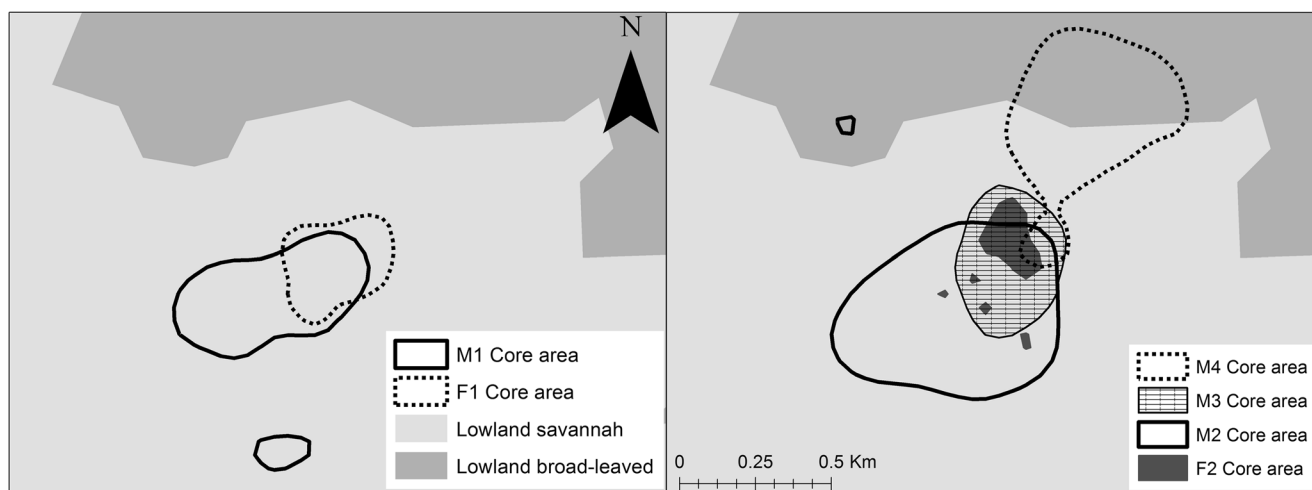 N
M1 Core area
F1 Core area
Lowland savannah
Lowland broad-leaved
M4 Core area
M3 Core area
M2 Core area
F2 Core area
0 0.25 0.5 Km